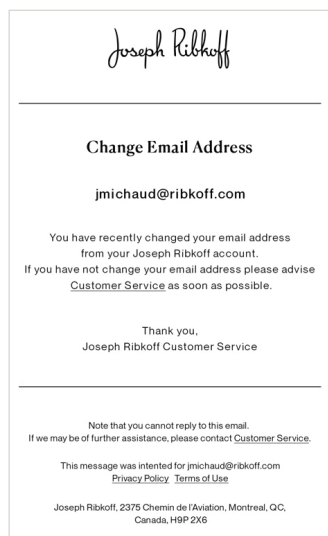 Joseph Ribkoff
Change Email Address
jmichaud@ribkoff.com
You have recently changed your email address
from your Joseph Ribkoff account.
If you have not change your email address please advise
Customer Service as soon as possible.
Thank you,
Joseph Ribkoff Customer Service
Note that you cannot reply to this email.
If we may be of further assistance, please contact Customer Service.
This message was intended for jmichaud@ribkoff.com
Privacy Policy Terms of Use
Joseph Ribkoff, 2375 Chemin de l'Aviation, Montreal, QC,
Canada, H9P 2X6